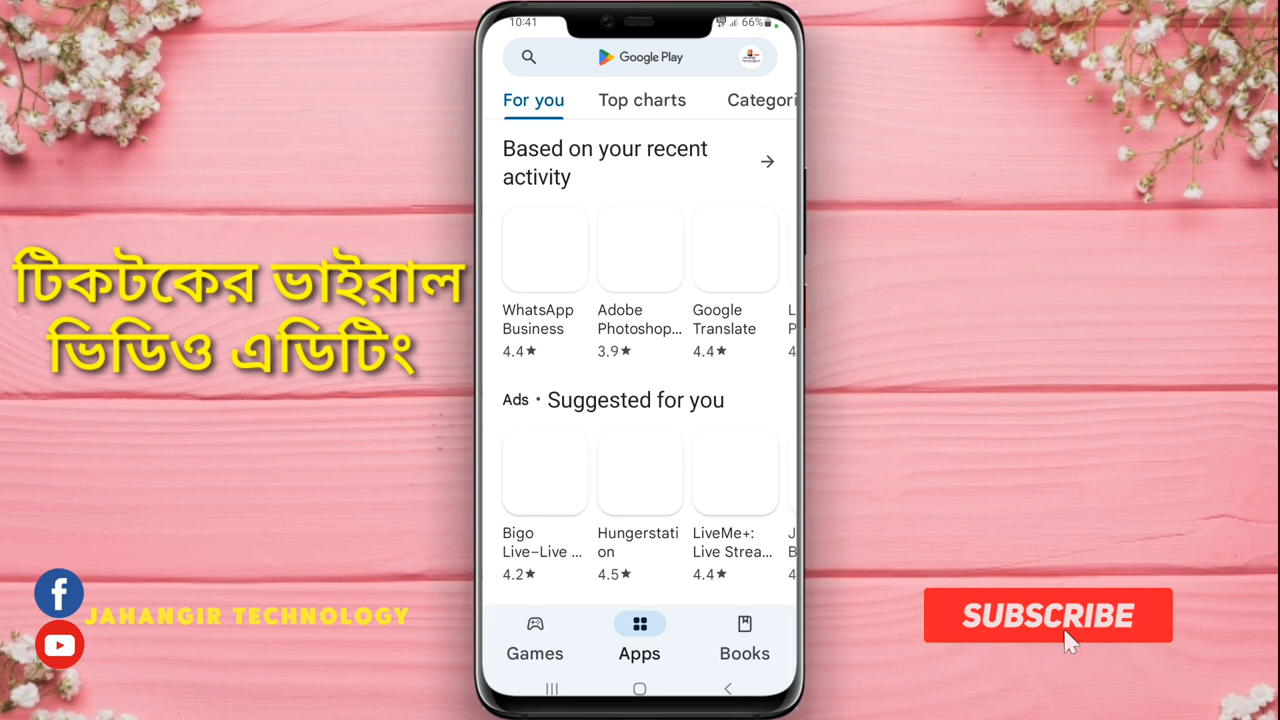 10:41
66%
Google Play
For you
Top charts
Categori
Based on your recent
activity
WhatsApp
Business
4.4★
Adobe
Photoshop...
3.9★
Google
Translate
4.4★
L
P
4
Ads • Suggested for you
Bigo
Live–Live ...
4.2★
Hungerstati
on
4.5★
LiveMe+:
Live Strea...
4.4★
J
B
4
Games
Apps
Books
টিকটকের ভাইরাল
ভিডিও এডিটিং
JAHANGIR TECHNOLOGY
SUBSCRIBE